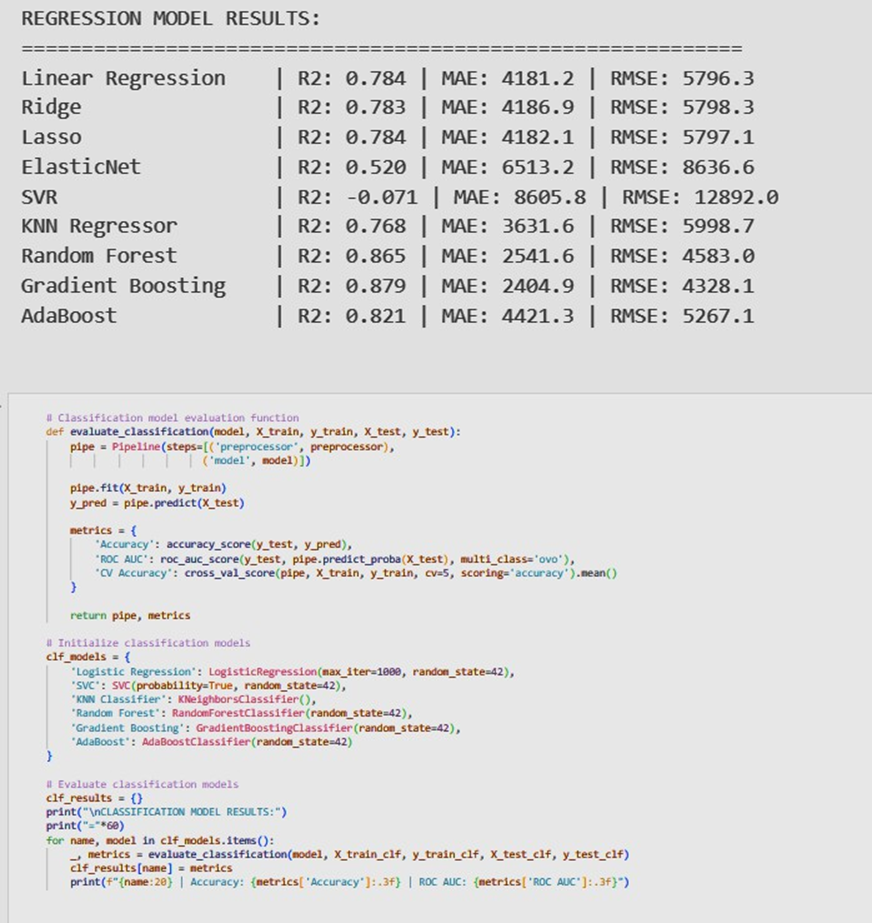 REGRESSION MODEL RESULTS:
============================================================
Linear Regression    | R2: 0.784 | MAE: 4181.2 | RMSE: 5796.3
Ridge                | R2: 0.783 | MAE: 4186.9 | RMSE: 5798.3
Lasso                | R2: 0.784 | MAE: 4182.1 | RMSE: 5797.1
ElasticNet           | R2: 0.520 | MAE: 6513.2 | RMSE: 8636.6
SVR                  | R2: -0.071 | MAE: 8605.8 | RMSE: 12892.0
KNN Regressor        | R2: 0.768 | MAE: 3631.6 | RMSE: 5998.7
Random Forest        | R2: 0.865 | MAE: 2541.6 | RMSE: 4583.0
Gradient Boosting    | R2: 0.879 | MAE: 2404.9 | RMSE: 4328.1
AdaBoost             | R2: 0.821 | MAE: 4421.3 | RMSE: 5267.1
# Classification model evaluation function
def evaluate_classification(model, X_train, y_train, X_test, y_test):
    pipe = Pipeline(steps=[('preprocessor', preprocessor),
                          ('model', model)])
    pipe.fit(X_train, y_train)
    y_pred = pipe.predict(X_test)
    metrics = {
        'Accuracy': accuracy_score(y_test, y_pred),
        'ROC AUC': roc_auc_score(y_test, pipe.predict_proba(X_test), multi_class='ovo'),
        'CV Accuracy': cross_val_score(pipe, X_train, y_train, cv=5, scoring='accuracy').mean()
    }
    return pipe, metrics
# Initialize classification models
clf_models = {
    'Logistic Regression': LogisticRegression(max_iter=1000, random_state=42),
    'SVC': SVC(probability=True, random_state=42),
    'KNN Classifier': KNeighborsClassifier(),
    'Random Forest': RandomForestClassifier(random_state=42),
    'Gradient Boosting': GradientBoostingClassifier(random_state=42),
    'AdaBoost': AdaBoostClassifier(random_state=42)
}
# Evaluate classification models
clf_results = {}
print("\nCLASSIFICATION MODEL RESULTS:")
print("="*60)
for name, model in clf_models.items():
    _, metrics = evaluate_classification(model, X_train_clf, y_train_clf, X_test_clf, y_test_clf)
    clf_results[name] = metrics
    print(f"{name:20} | Accuracy: {metrics['Accuracy']:.3f} | ROC AUC: {metrics['ROC AUC']:.3f}")